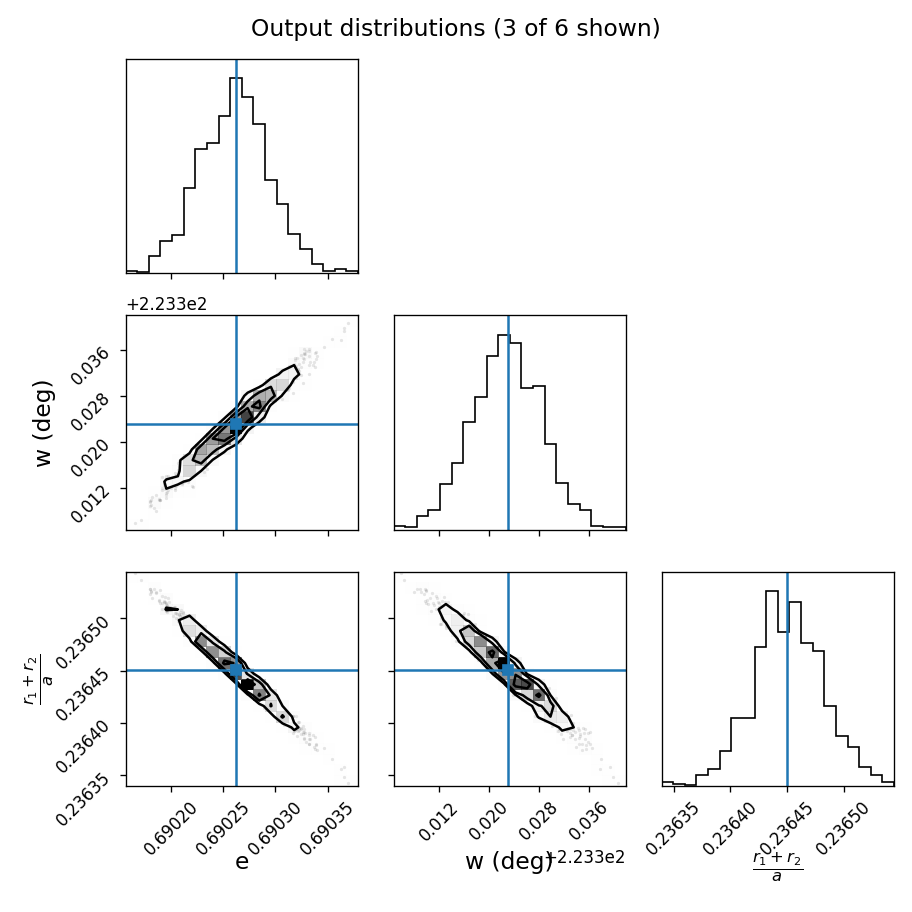 Output distributions (3 of 6 shown)
+2.233e2
w (deg)
0.036
0.028
0.020
0.012
r₁ + r₂
a
0.23650
0.23645
0.23640
0.23635
0.69020 0.69025 0.69030 0.69035
0.012 0.020 0.028 0.036
0.23635 0.23640 0.23645 0.23650
e
w (deg)
+2.233e2
r₁ + r₂
a